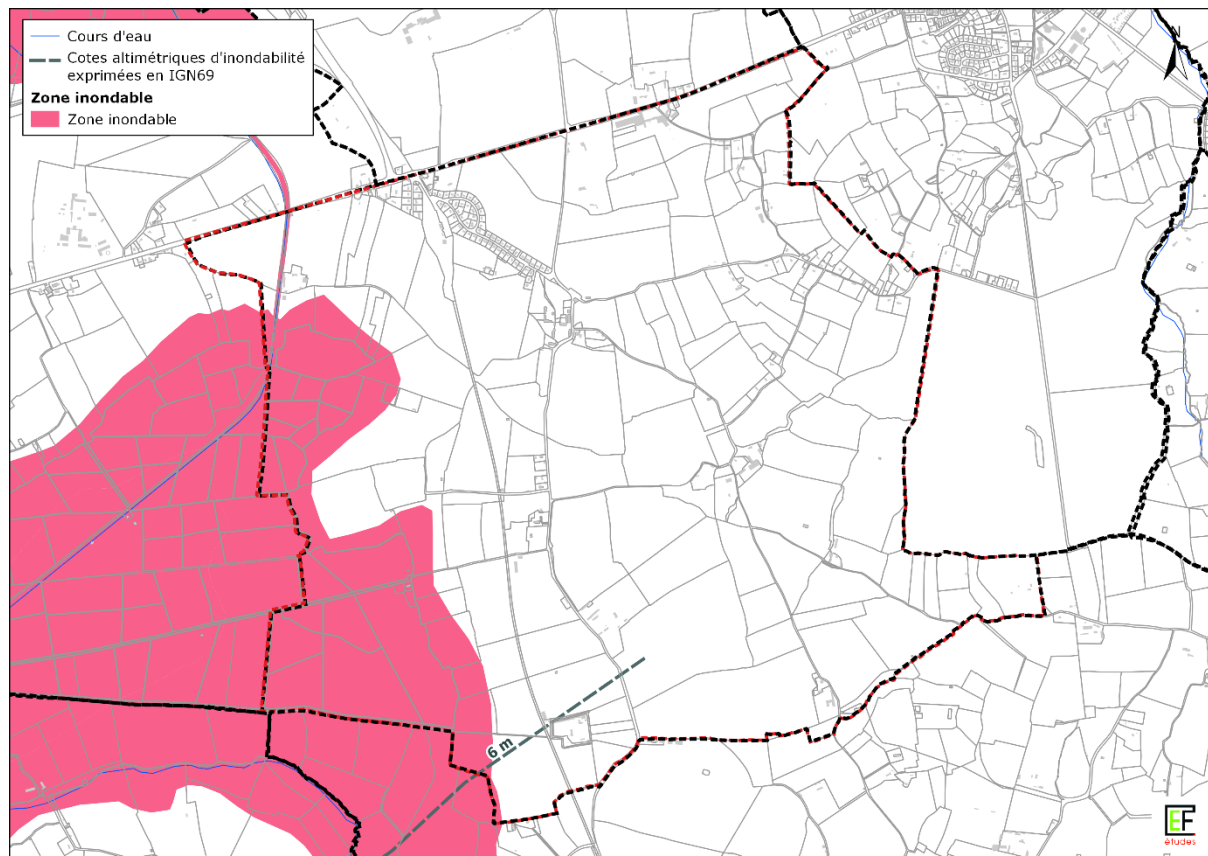 Cours d'eau
Cotes altimétriques d'inondabilité
exprimées en IGN69
Zone inondable
Zone inondable
N
6 m
EF
études